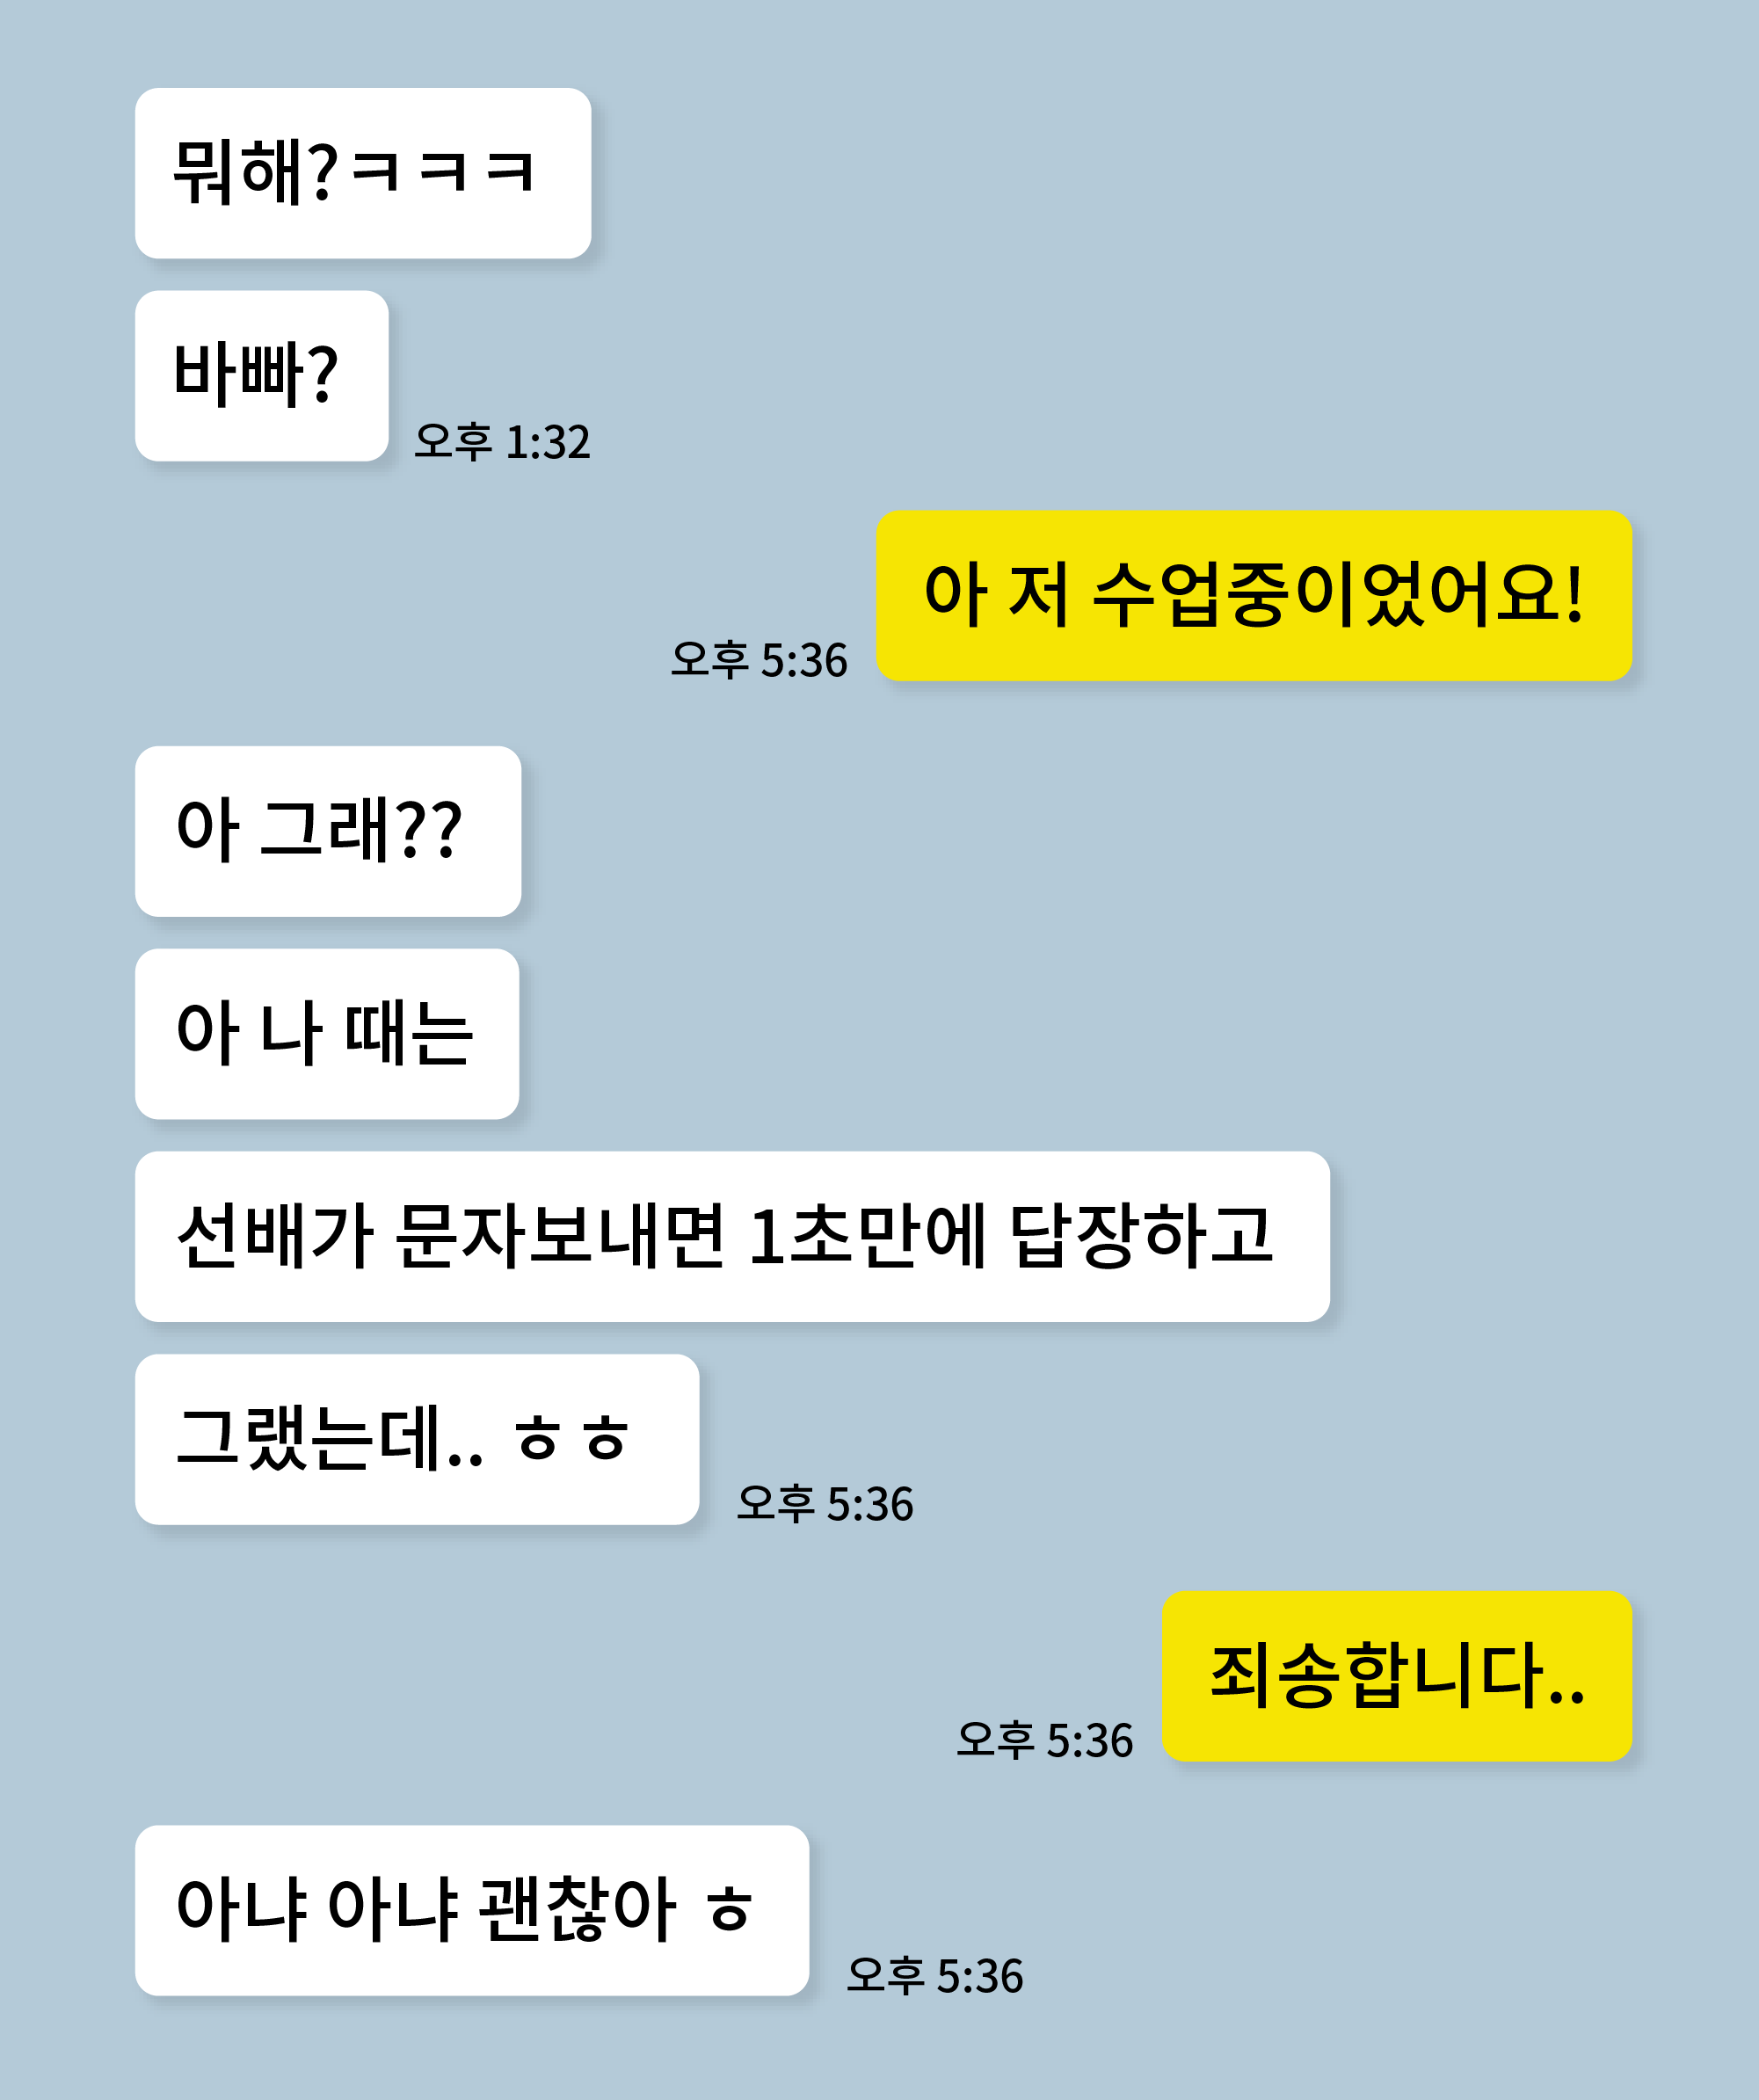 뭐해?ㅋㅋㅋ
바빠?
오후 1:32
아 저 수업중이었어요!
오후 5:36
아 그래??
아 나 때는
선배가 문자보내면 1초만에 답장하고
그랬는데.. ㅎㅎ
오후 5:36
죄송합니다..
오후 5:36
아냐 아냐 괜찮아 ㅎ
오후 5:36